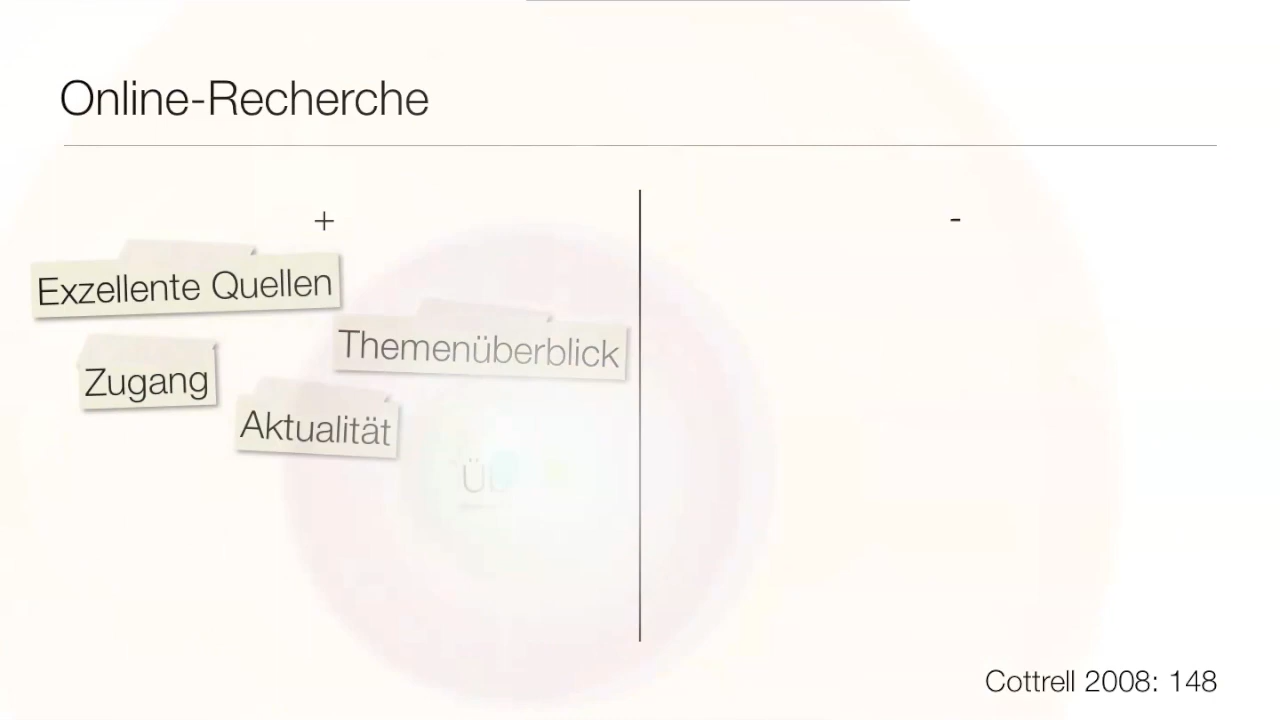 Online-Recherche
+
-
Exzellente Quellen
Themenüberblick
Zugang
Aktualität
Cottrell 2008: 148